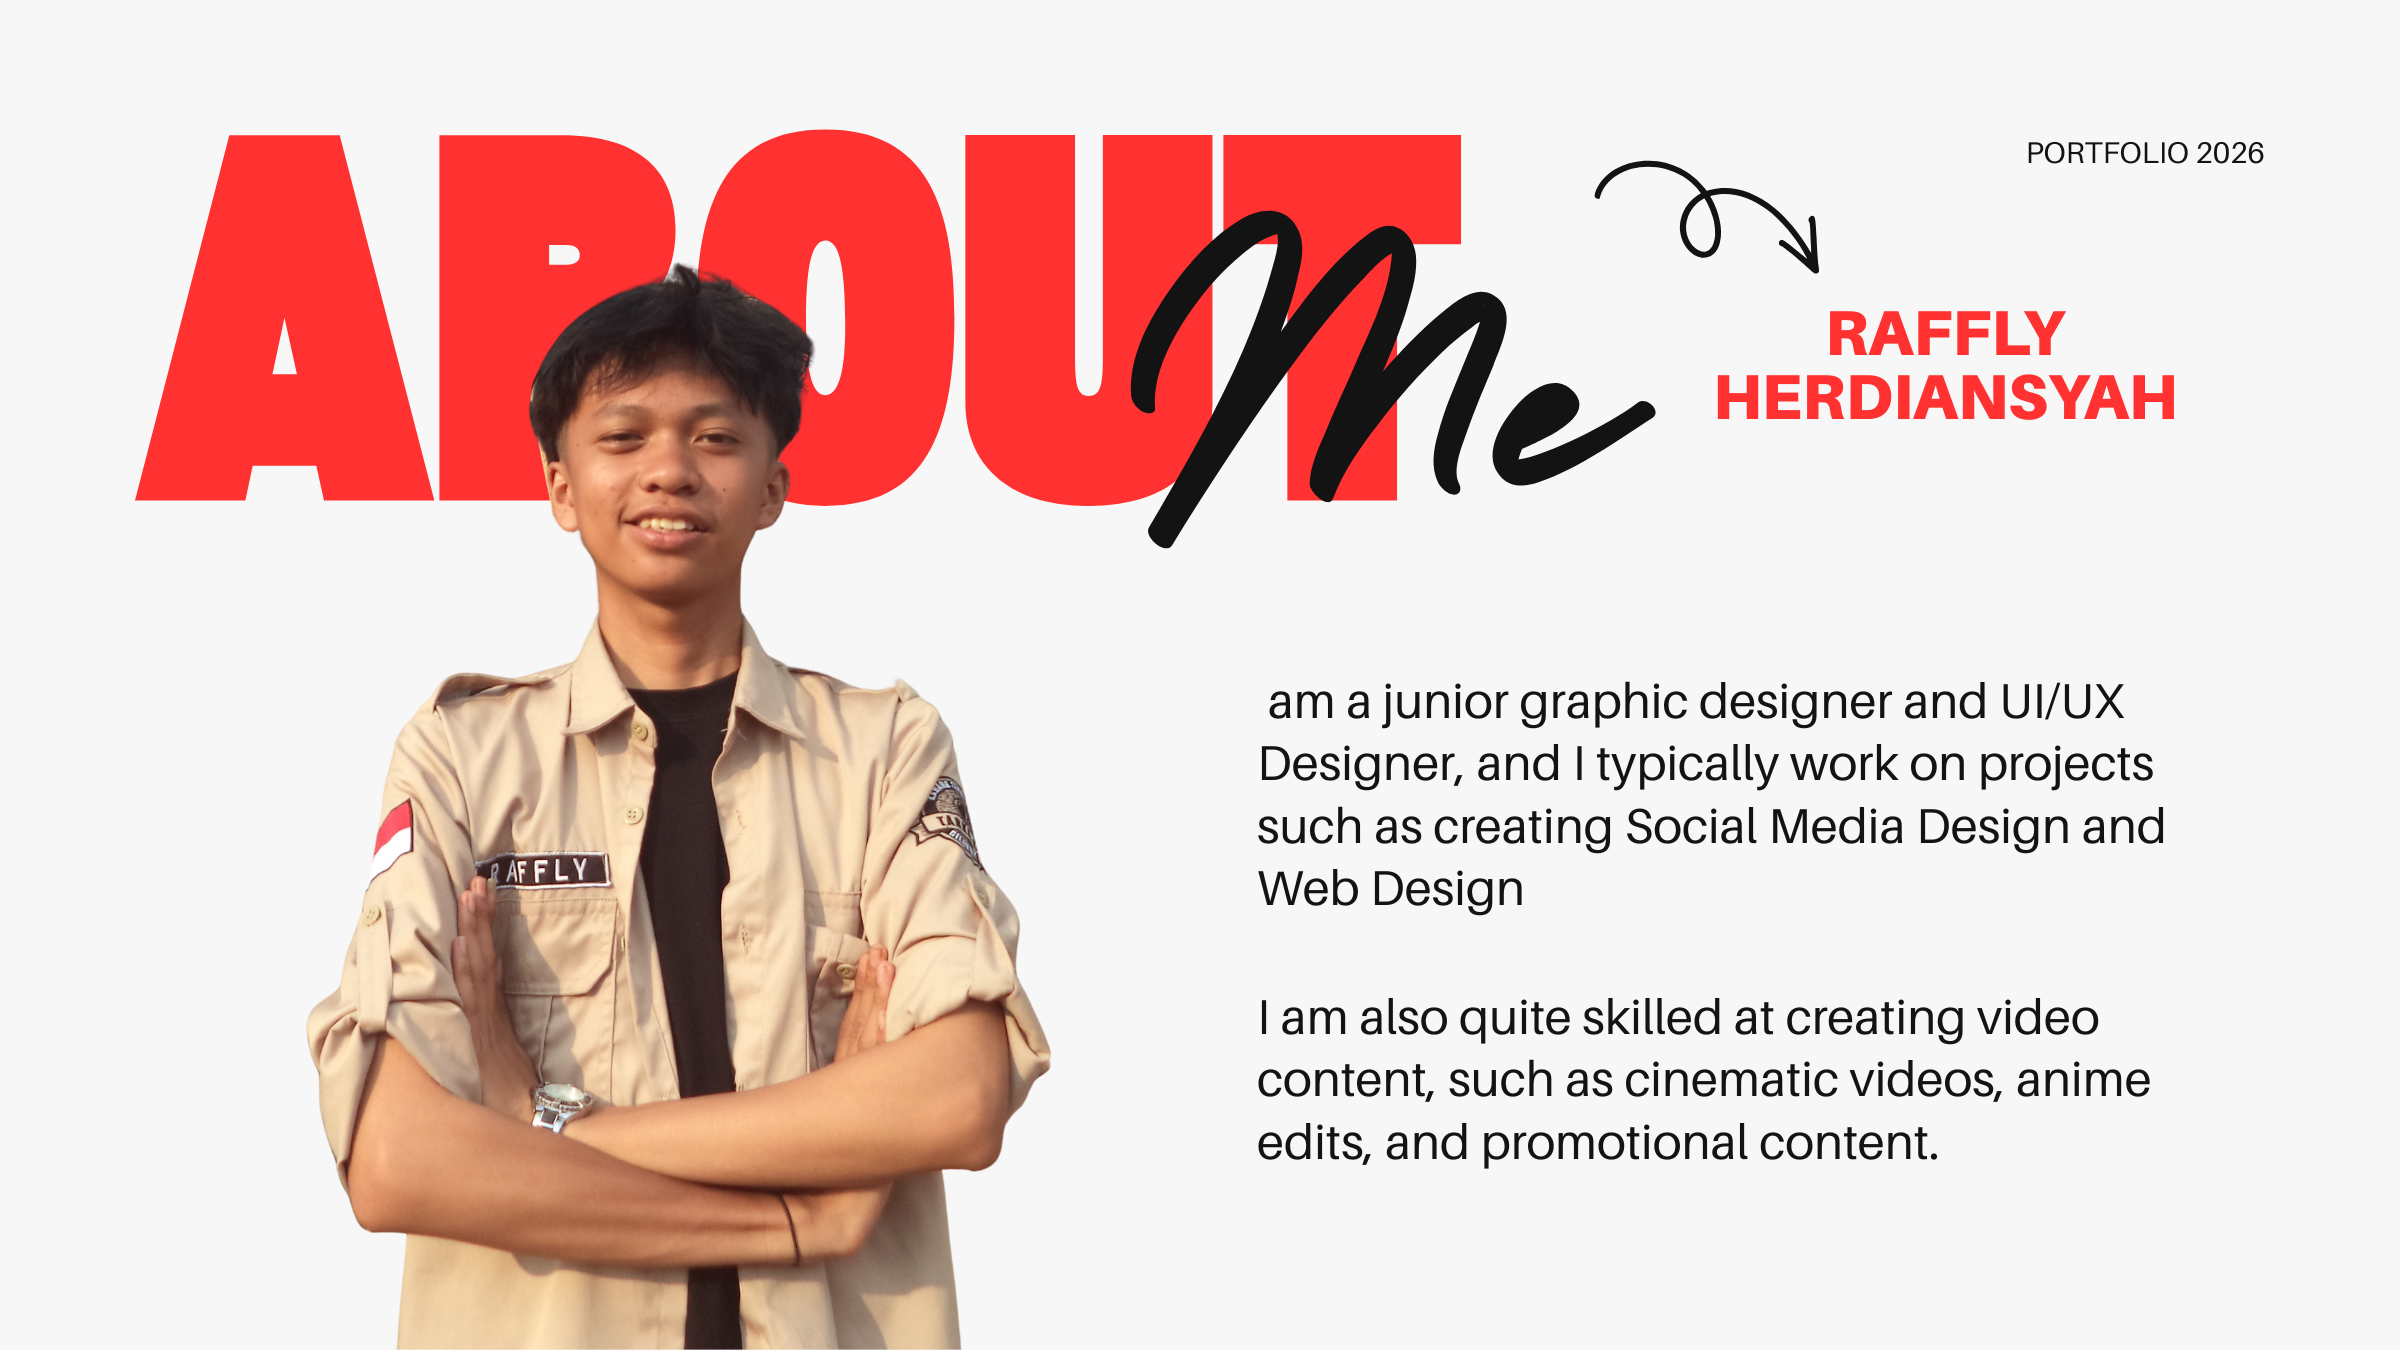 ABOUT
Me
PORTFOLIO 2026
RAFFLY
HERDIANSYAH
am a junior graphic designer and UI/UX
Designer, and I typically work on projects
such as creating Social Media Design and
Web Design
I am also quite skilled at creating video
content, such as cinematic videos, anime
edits, and promotional content.
RAFFLY